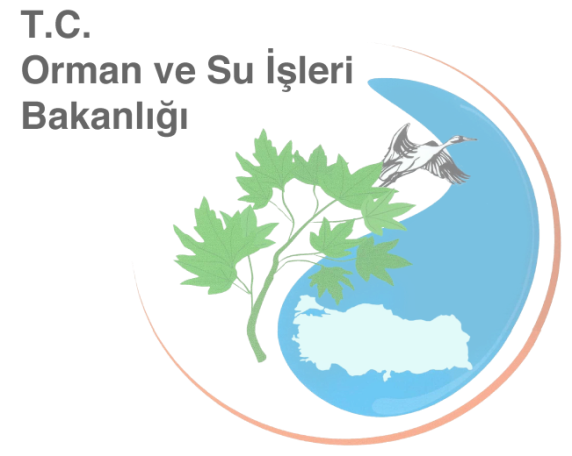 T.C.
Orman ve Su İşleri
Bakanlığı